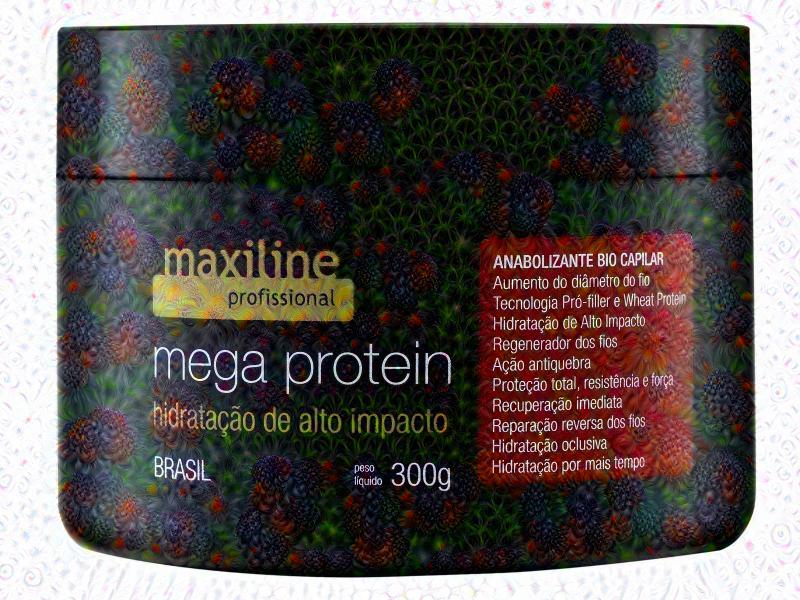 maxiline
profissional
mega protein
hidratação de alto impacto
BRASIL
peso
líquido
300g
ANABOLIZANTE BIO CAPILAR
Aumento do diâmetro do fio
Tecnologia Pró-filler e Wheat Protein
Hidratação de Alto Impacto
Regenerador dos fios
Ação antiquebra
Proteção total, resistência e força
Recuperação imediata
Reparação reversa dos fios
Hidratação oclusiva
Hidratação por mais tempo